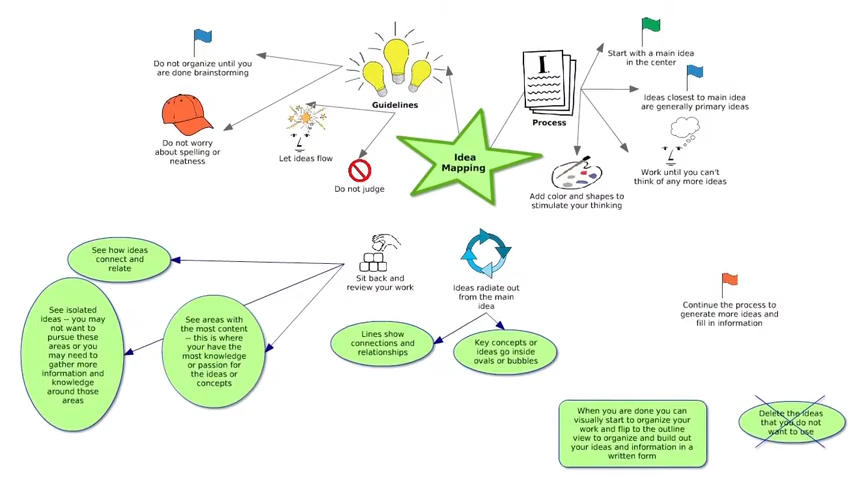 Do not organize until you
are done brainstorming
Do not worry
about spelling or
neatness
Guidelines
Let ideas flow
Do not judge
Idea
Mapping
I.
Process
Start with a main idea
in the center
Ideas closest to main idea
are generally primary ideas
Work until you can't
think of any more ideas
Add color and shapes to
stimulate your thinking
See how ideas
connect and
relate
See isolated
ideas -- you may
not want to
pursue these
areas or you
may need to
gather more
information and
knowledge
around those
areas
See areas with
the most content
-- this is where
your have the
most knowledge
or passion for
the ideas or
concepts
Sit back and
review your work
Ideas radiate out
from the main
idea
Lines show
connections and
relationships
Key concepts or
ideas go inside
ovals or bubbles
Continue the process to
generate more ideas and
fill in information
When you are done you can
visually start to organize your
work and flip to the outline
view to organize and build out
your ideas and information in a
written form
Delete the ideas
that you do not
want to use